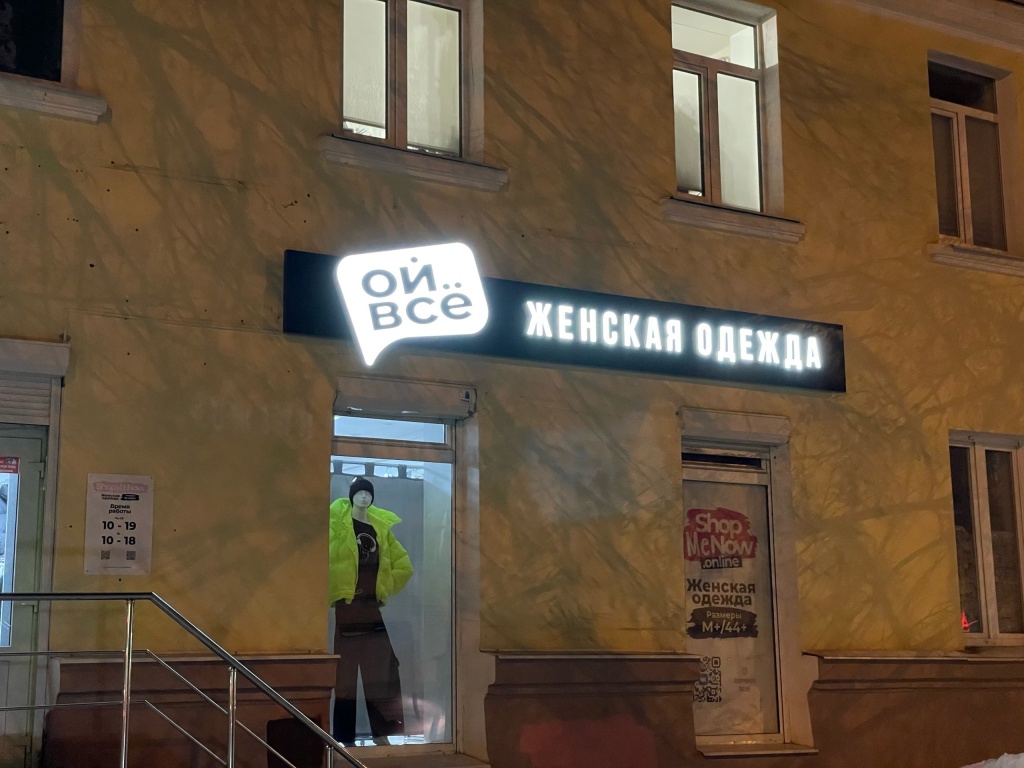 ОЙ
ВСЁ
ЖЕНСКАЯ ОДЕЖДА
Время
работы
10 - 19
10 - 18
Shop
MeNow
.online
Женская
одежда
Размеры
М+/44+